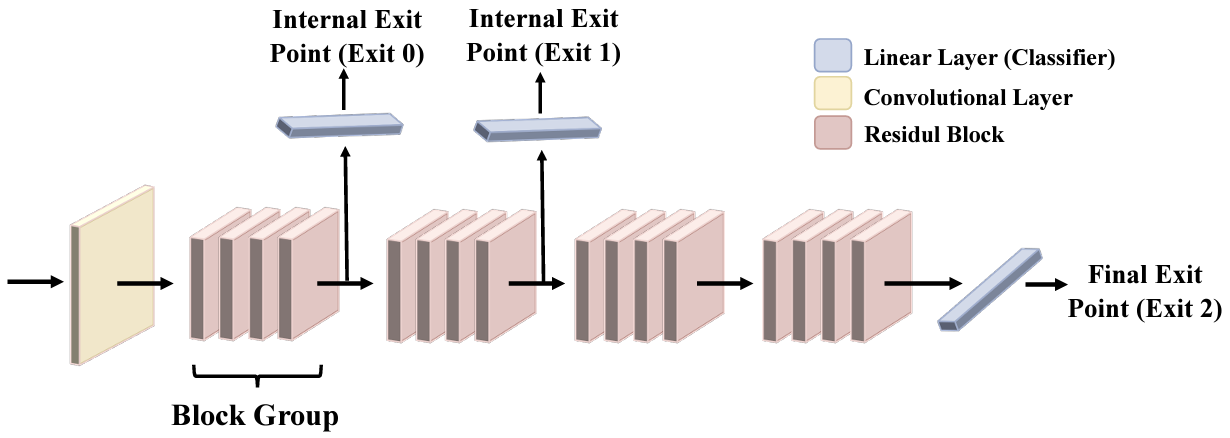 Internal Exit
Point (Exit 0)
Internal Exit
Point (Exit 1)
Linear Layer (Classifier)
Convolutional Layer
Residul Block
Final Exit
Point (Exit 2)
Block Group